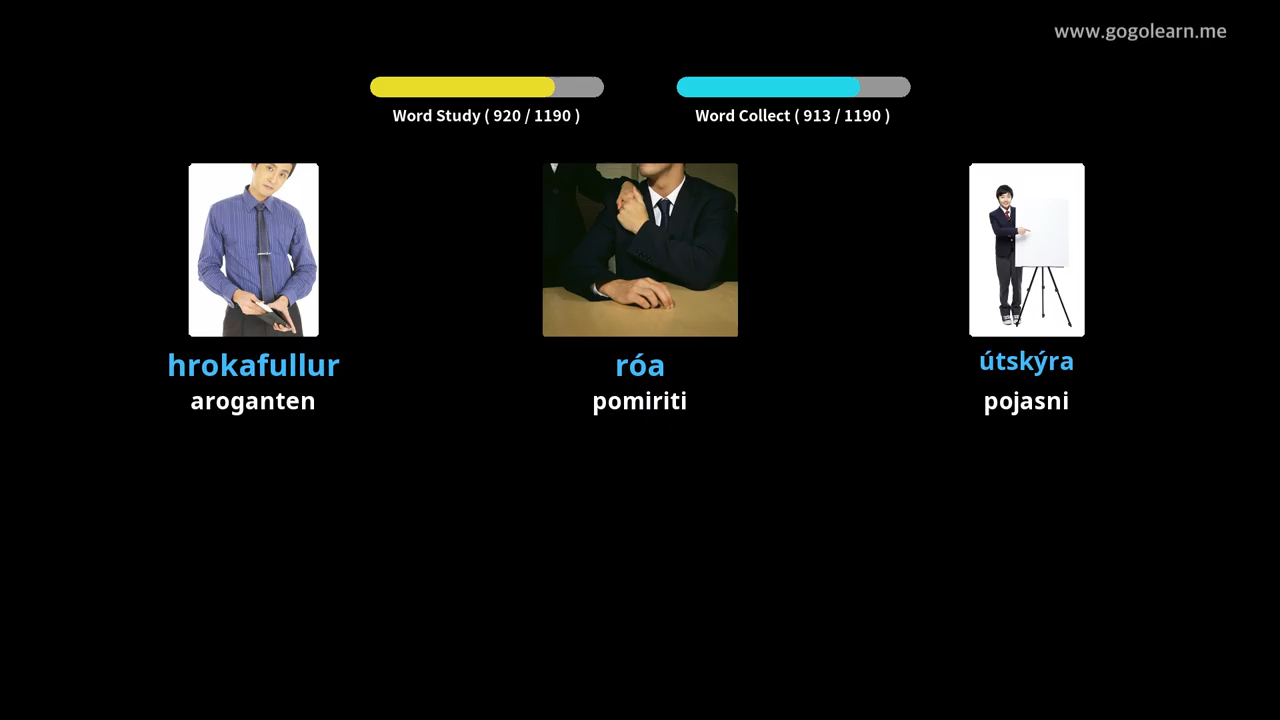 www.gogolearn.me
Word Study ( 920 / 1190 )
Word Collect ( 913 / 1190 )
hrokafullur
aroganten
róa
pomiriti
útskýra
pojasni